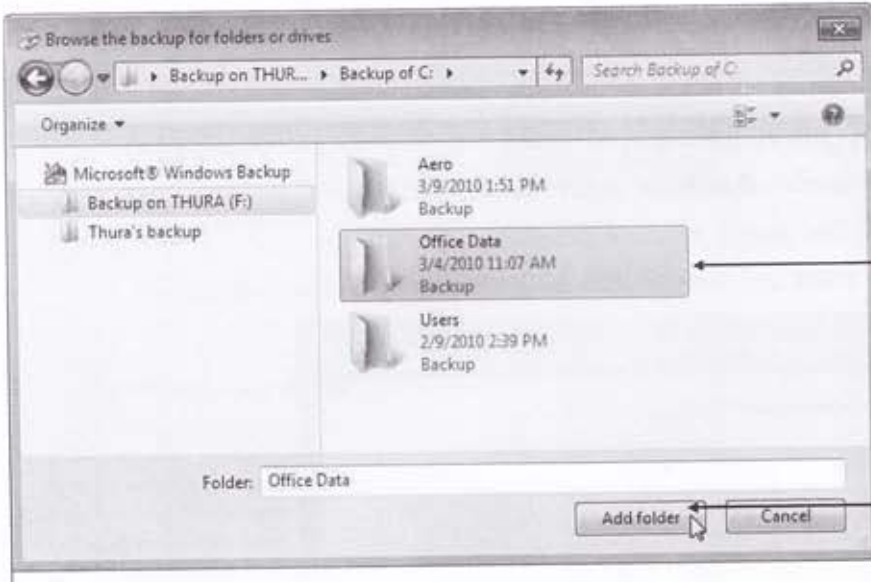 Browse the backup for folders or drives
Backup on THUR... ▸ Backup of C: ▸
Search Backup of C:
Organize ▾
Microsoft® Windows Backup
Backup on THURA (F:)
Thura's backup
Aero
3/9/2010 1:51 PM
Backup
Office Data
3/4/2010 11:07 AM
Backup
Users
2/9/2010 2:39 PM
Backup
Folder: Office Data
Add folder
Cancel